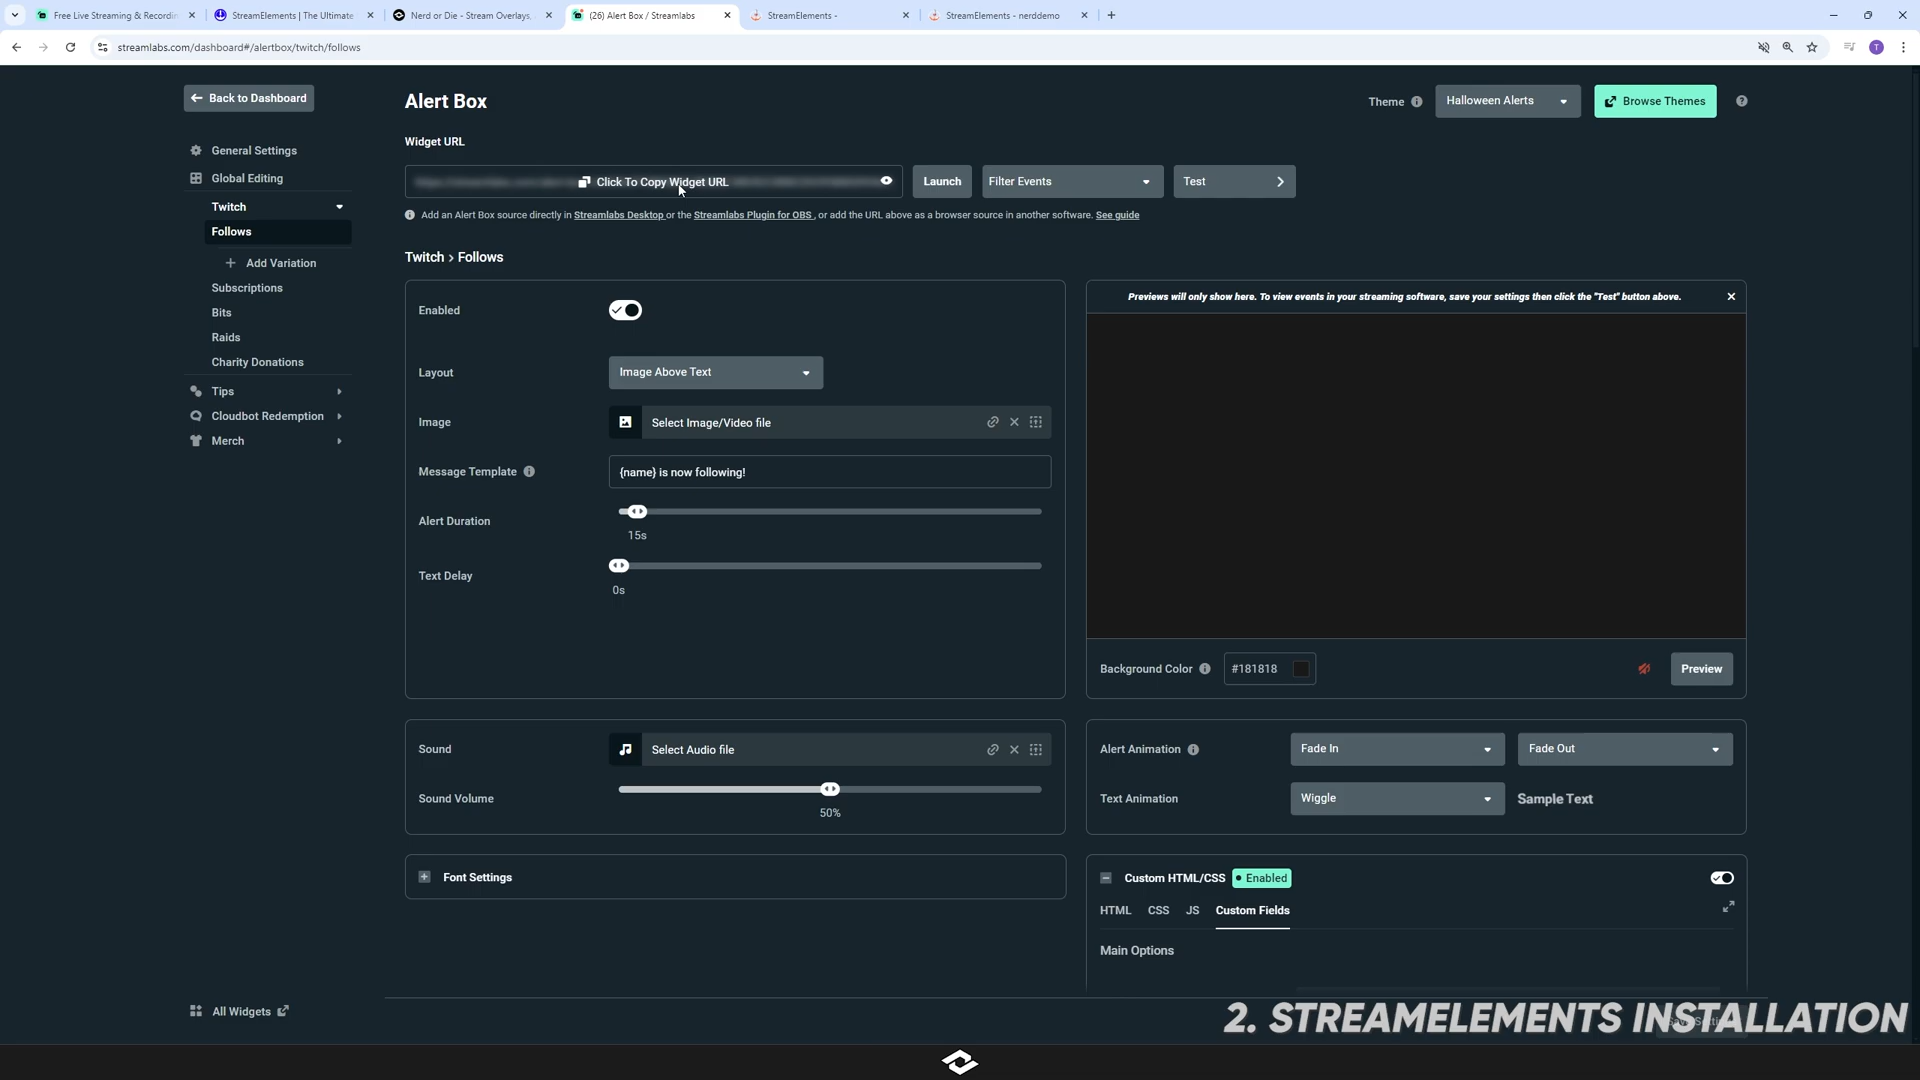 Free Live Streaming & Recordin
StreamElements | The Ultimate
Nerd or Die - Stream Overlays,
(26) Alert Box / Streamlabs
StreamElements -
StreamElements - nerddemo
streamlabs.com/dashboard#/alertbox/twitch/follows
T
Back to Dashboard
Alert Box
Theme
Halloween Alerts
Browse Themes
Widget URL
General Settings
Global Editing
Click To Copy Widget URL
Launch
Filter Events
Test
Twitch
Add an Alert Box source directly in Streamlabs Desktop or the Streamlabs Plugin for OBS , or add the URL above as a browser source in another software. See guide
Follows
Twitch > Follows
Add Variation
Subscriptions
Bits
Raids
Charity Donations
Tips
Cloudbot Redemption
Merch
Enabled
Previews will only show here. To view events in your streaming software, save your settings then click the "Test" button above.
Layout
Image Above Text
Image
Select Image/Video file
Message Template
{name} is now following!
Alert Duration
15s
Text Delay
0s
Background Color
#181818
Preview
Sound
Select Audio file
Sound Volume
50%
Alert Animation
Fade In
Fade Out
Text Animation
Wiggle
Sample Text
Font Settings
Custom HTML/CSS
Enabled
HTML
CSS
JS
Custom Fields
Main Options
All Widgets
2. STREAMELEMENTS INSTALLATION